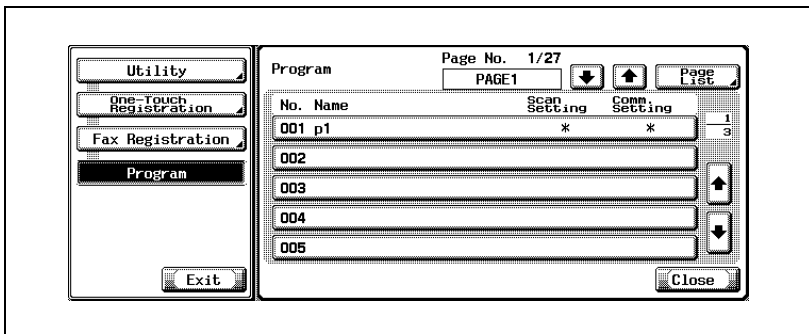 Utility
One-Touch
Registration
Fax Registration
Program
Exit
Program
Page No. 1/27
PAGE1
Page
List
No. Name Scan Setting Comm. Setting
001 p1 * *
002
003
004
005
1
3
Close